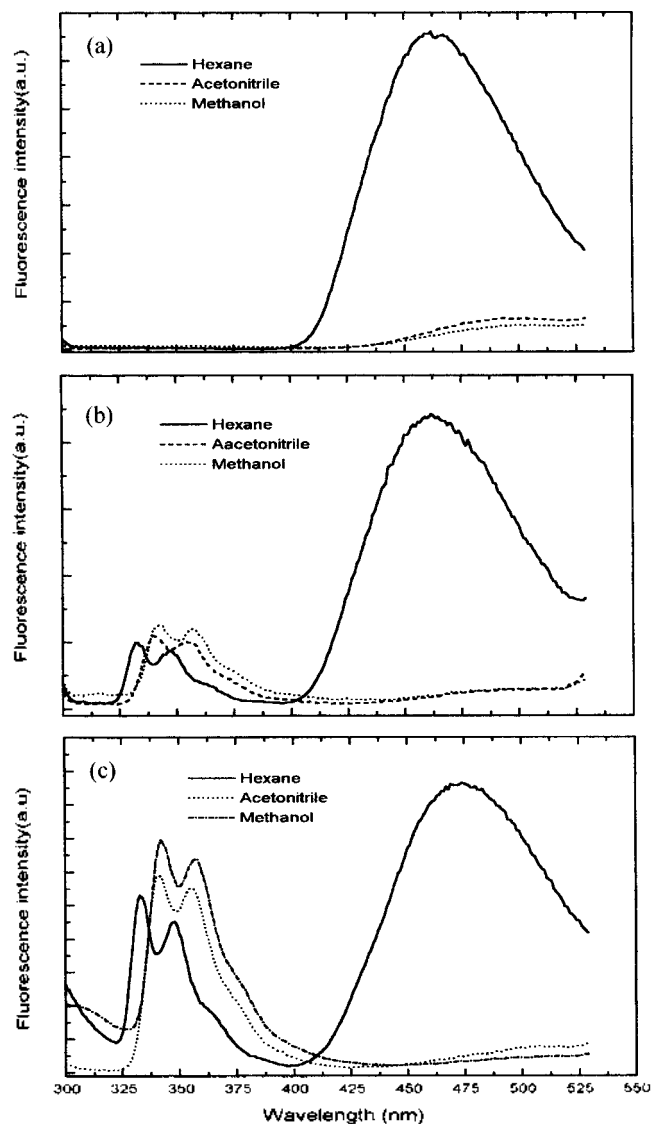 (a)
Hexane
Acetonitrile
Methanol
Fluorescence intensity(a.u.)
(b)
Hexane
Aacetonitrile
Methanol
Fluorescence intensity(a.u.)
(c)
Hexane
Acetonitrile
Methanol
Fluorescence intensity(a.u)
300 325 350 375 400 425 450 475 500 525 550
Wavelength (nm)